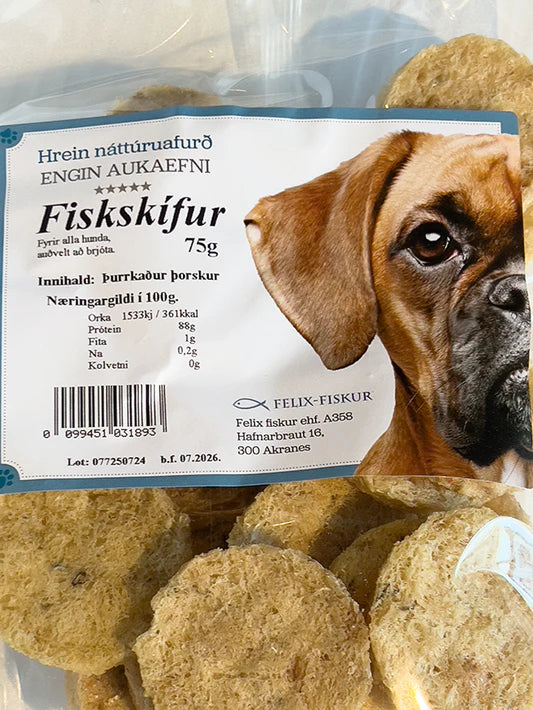 Hrein náttúruafurð
ENGIN AUKAEFNI
Fiskskífur
Fyrir alla hunda,
auðvelt að brjóta.
75g
Innihald: Þurrkaður þorskur
Næringargildi í 100g.
Orka 1533kj / 361kkal
Prótein 88g
Fita 1g
Na 0,2g
Kolvetni 0g
0 099451 031893
FELIX-FISKUR
Felix fiskur ehf. A358
Hafnarbraut 16,
300 Akranes
Lot: 077250724 b.f. 07.2026.